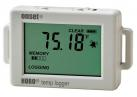 onset
CLEAR
75.18 °F
MEMORY
LOGGING
HOBO temp logger